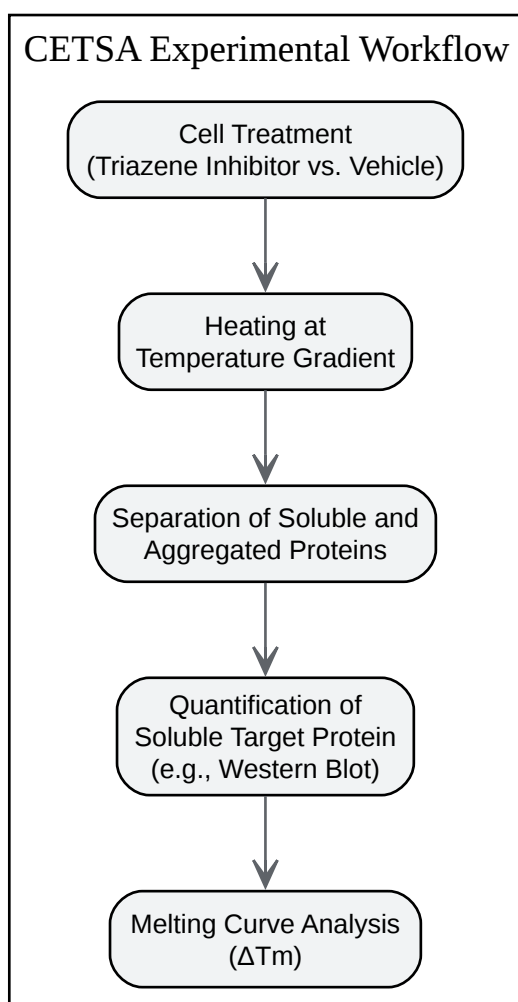 CETSA Experimental Workflow
Cell Treatment
(Triazene Inhibitor vs. Vehicle)
Heating at
Temperature Gradient
Separation of Soluble and
Aggregated Proteins
Quantification of
Soluble Target Protein
(e.g., Western Blot)
Melting Curve Analysis
(ΔTm)